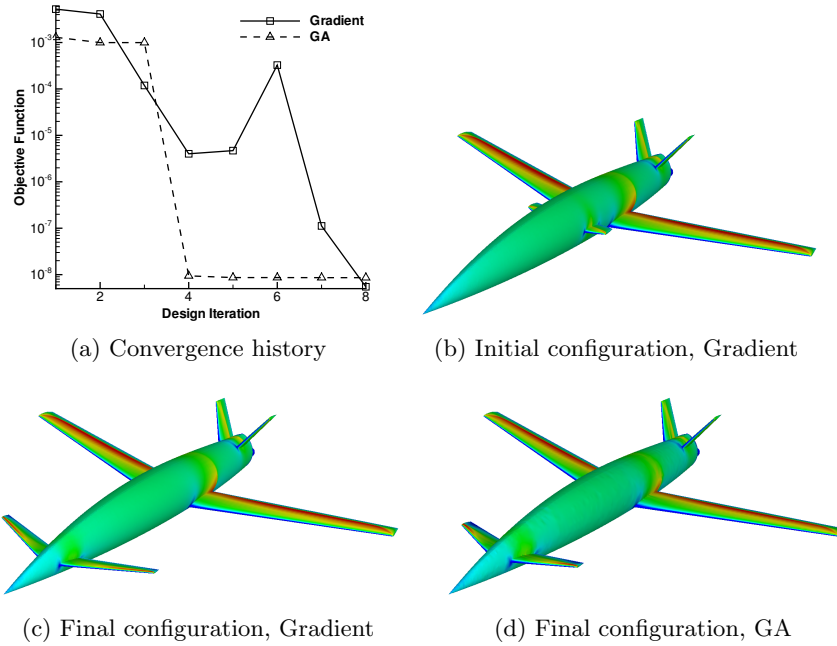 Gradient
GA
10⁻³
10⁻⁴
10⁻⁵
10⁻⁶
10⁻⁷
10⁻⁸
Objective Function
2 4 6 8
Design Iteration
(a) Convergence history
(b) Initial configuration, Gradient
(c) Final configuration, Gradient
(d) Final configuration, GA